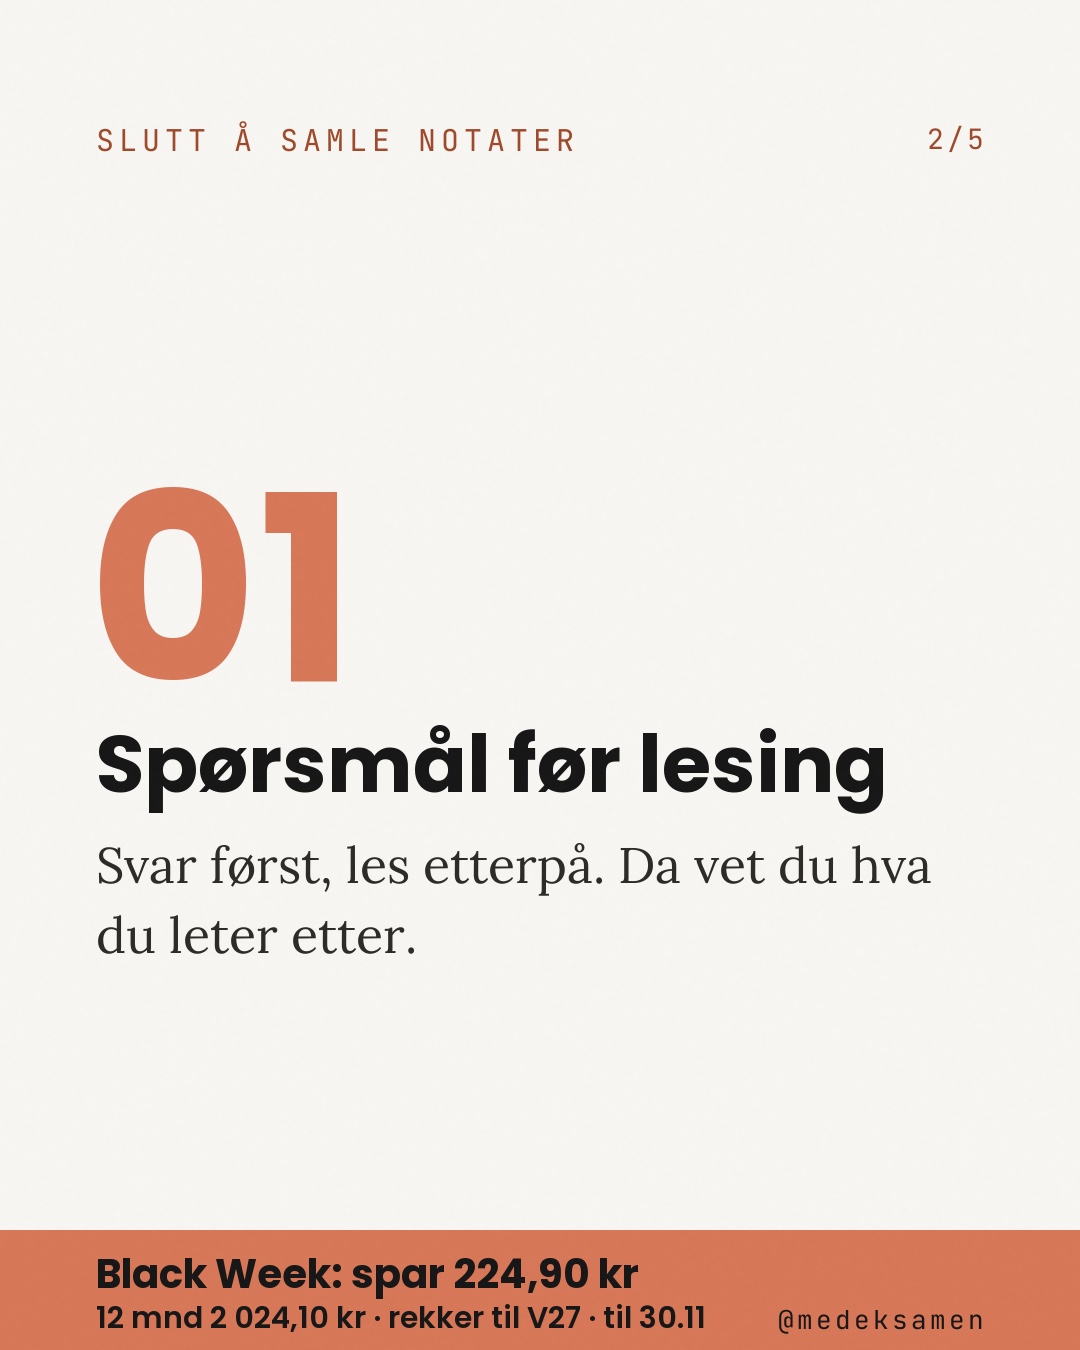 SLUTT Å SAMLE NOTATER
2/5
01
Spørsmål før lesing
Svar først, les etterpå. Da vet du hva
du leter etter.
Black Week: spar 224,90 kr
12 mnd 2 024,10 kr · rekker til V27 · til 30.11
@medeksamen